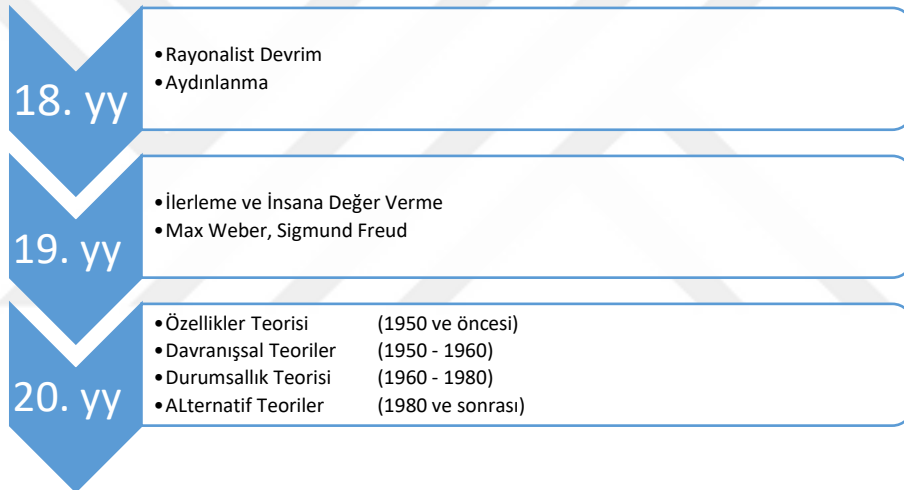 18. yy
•Rayonalist Devrim
•Aydınlanma
19. yy
•İlerleme ve İnsana Değer Verme
•Max Weber, Sigmund Freud
20. yy
•Özellikler Teorisi (1950 ve öncesi)
•Davranışsal Teoriler (1950 - 1960)
•Durumsallık Teorisi (1960 - 1980)
•ALternatif Teoriler (1980 ve sonrası)